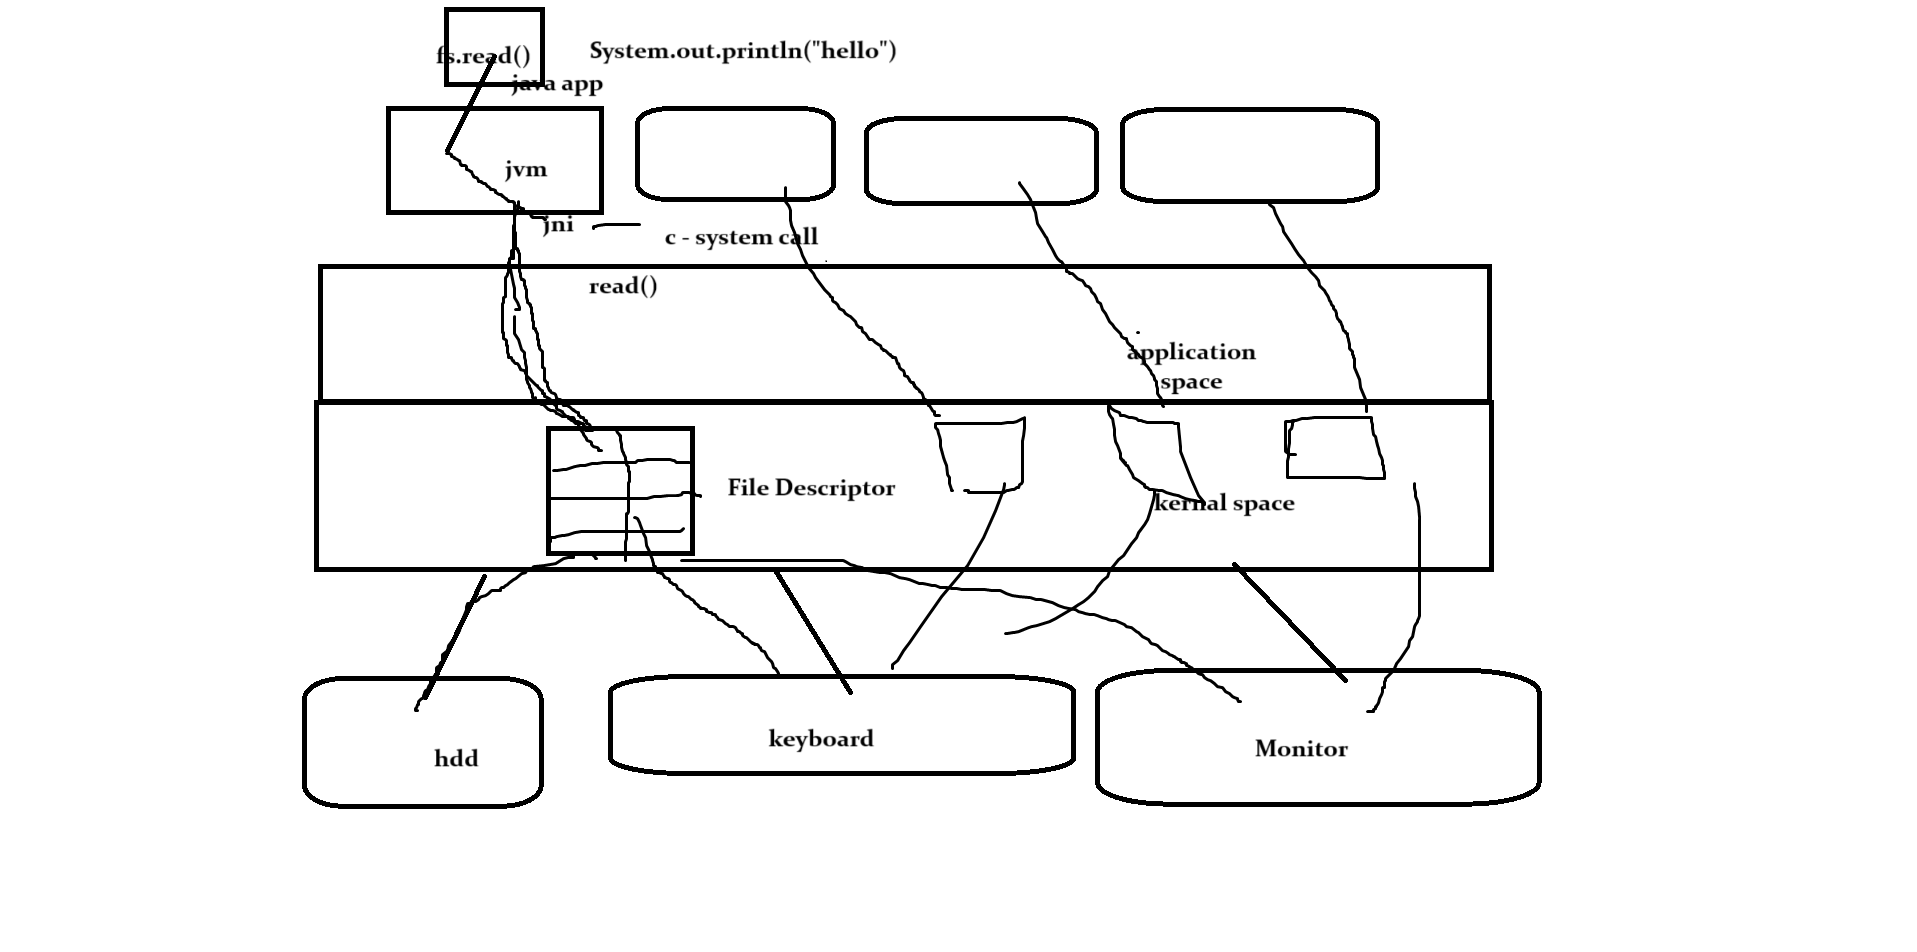 fs.read()
System.out.println("hello")
java app
jvm
jni
c - system call
read()
application
space
File Descriptor
kernal space
hdd
keyboard
Monitor